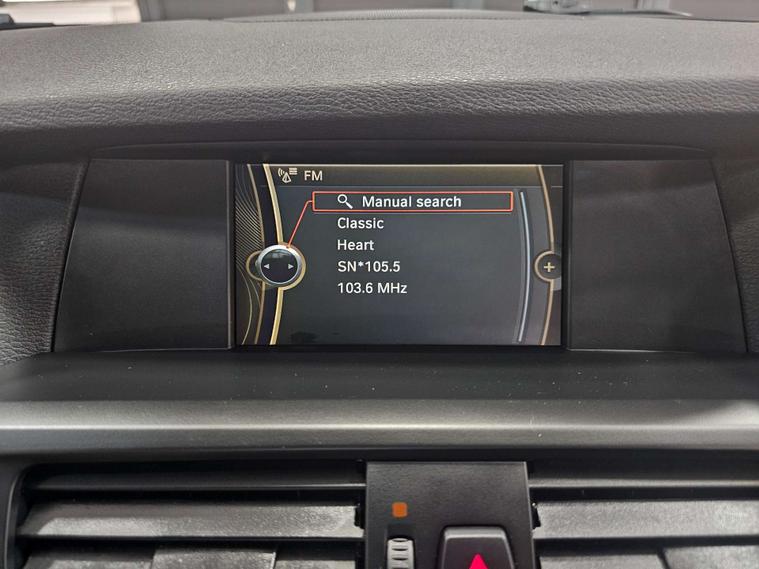 FM
Manual search
Classic
Heart
SN*105.5
103.6 MHz